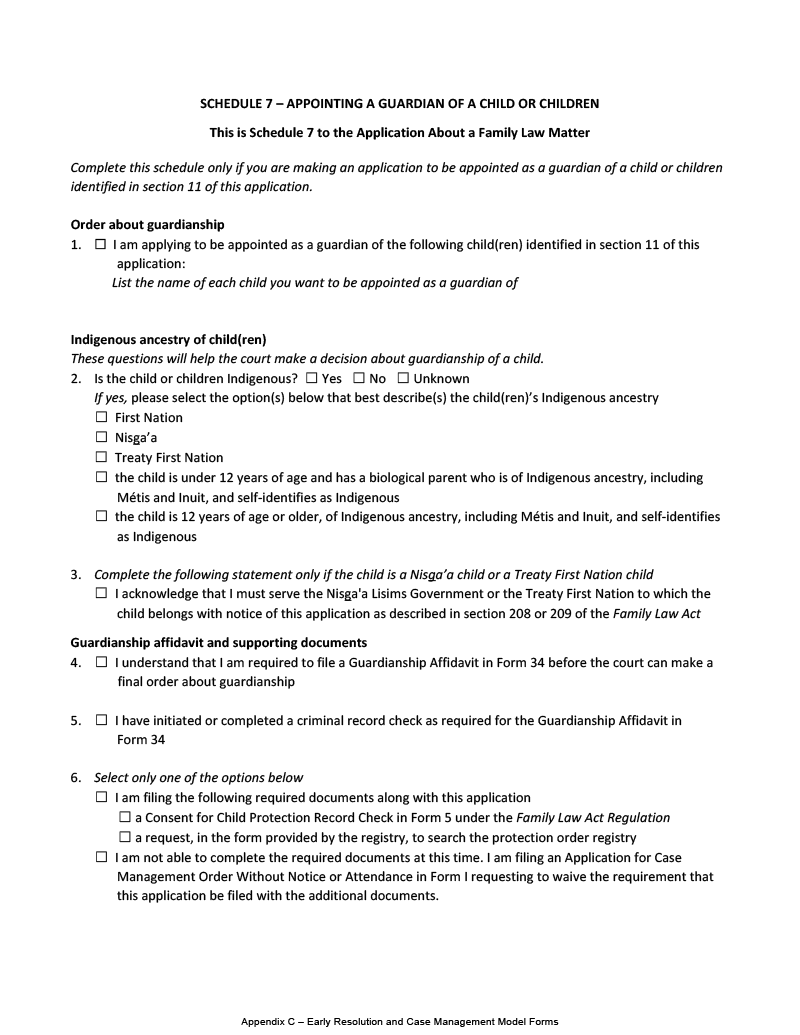 SCHEDULE 7 – APPOINTING A GUARDIAN OF A CHILD OR CHILDREN
This is Schedule 7 to the Application About a Family Law Matter
Complete this schedule only if you are making an application to be appointed as a guardian of a child or children
identified in section 11 of this application.
Order about guardianship
1. ☐ I am applying to be appointed as a guardian of the following child(ren) identified in section 11 of this
application:
List the name of each child you want to be appointed as a guardian of
Indigenous ancestry of child(ren)
These questions will help the court make a decision about guardianship of a child.
2. Is the child or children Indigenous? ☐ Yes ☐ No ☐ Unknown
If yes, please select the option(s) below that best describe(s) the child(ren)’s Indigenous ancestry
☐ First Nation
☐ Nisg̱a’a
☐ Treaty First Nation
☐ the child is under 12 years of age and has a biological parent who is of Indigenous ancestry, including
Métis and Inuit, and self-identifies as Indigenous
☐ the child is 12 years of age or older, of Indigenous ancestry, including Métis and Inuit, and self-identifies
as Indigenous
3. Complete the following statement only if the child is a Nisg̱a’a child or a Treaty First Nation child
☐ I acknowledge that I must serve the Nisg̱a'a Lisims Government or the Treaty First Nation to which the
child belongs with notice of this application as described in section 208 or 209 of the Family Law Act
Guardianship affidavit and supporting documents
4. ☐ I understand that I am required to file a Guardianship Affidavit in Form 34 before the court can make a
final order about guardianship
5. ☐ I have initiated or completed a criminal record check as required for the Guardianship Affidavit in
Form 34
6. Select only one of the options below
☐ I am filing the following required documents along with this application
☐ a Consent for Child Protection Record Check in Form 5 under the Family Law Act Regulation
☐ a request, in the form provided by the registry, to search the protection order registry
☐ I am not able to complete the required documents at this time. I am filing an Application for Case
Management Order Without Notice or Attendance in Form I requesting to waive the requirement that
this application be filed with the additional documents.
Appendix C – Early Resolution and Case Management Model Forms